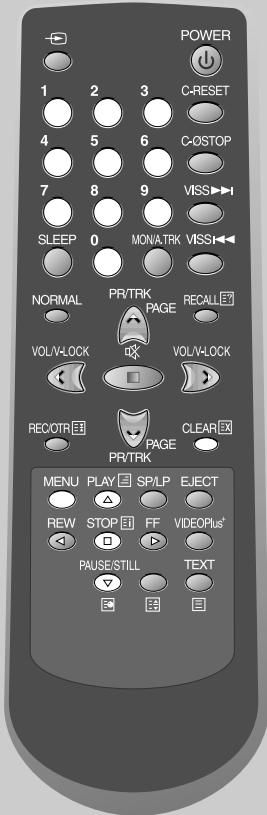 POWER
1 2 3 C-RESET
4 5 6 C-ØSTOP
7 8 9 VISS
SLEEP 0 MON/A.TRK VISS
NORMAL PR/TRK PAGE RECALL
VOL/V-LOCK VOL/V-LOCK
REC/OTR PAGE CLEAR
PR/TRK
MENU PLAY SP/LP EJECT
REW STOP FF VIDEOPlus+
PAUSE/STILL TEXT